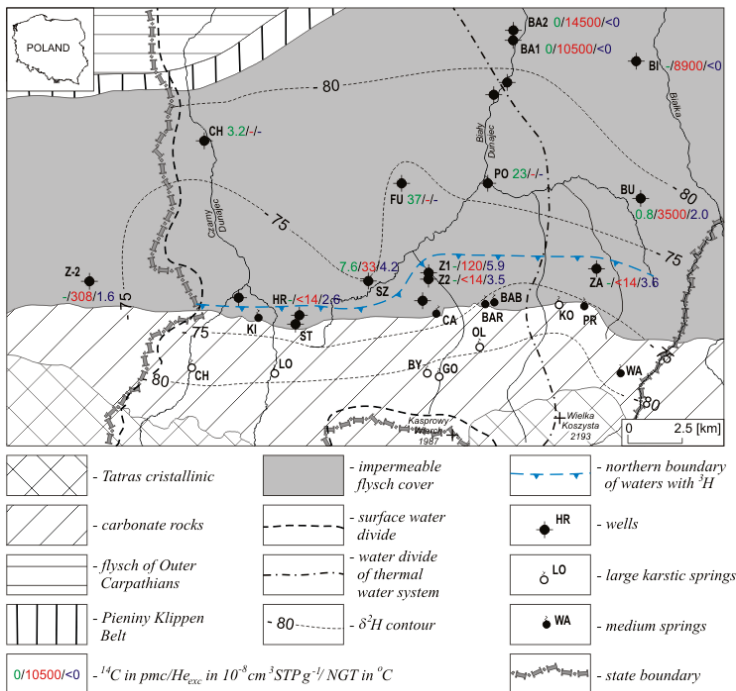 POLAND
BA2 0/14500/<0
BA1 0/10500/<0
BI -/8900/<0
80
Białka
CH 3.2/-/-
Biały
Dunajec
Czarny
Dunajec
PO 23/-/-
FU 37/-/-
BU
0.8/3500/2.0
80
75
75
7.6/33/4.2
SZ
Z1 -/120/5.9
Z2 -/<14/3.5
ZA -/<14/3.6
Z-2
-/308/1.6
75
HR -/<14/2.6
KI
ST
CA
BAR
BAB
KO
PR
75
OL
75
CH
LO
BY
GO
WA
80
80
Kasprowy
Wierch
1987
Wielka
Koszysta
2193
0 2.5 [km]
- Tatras cristallinic
- impermeable
flysch cover
- northern boundary
of waters with ³H
- carbonate rocks
- surface water
divide
HR
- wells
- flysch of Outer
Carpathians
- water divide
of thermal
water system
LO
- large karstic springs
- Pieniny Klippen
Belt
80
- δ²H contour
WA
- medium springs
0/10500/<0
- ¹⁴C in pmc/Heexc in 10⁻⁸ cm³STPg⁻¹/ NGT in °C
- state boundary